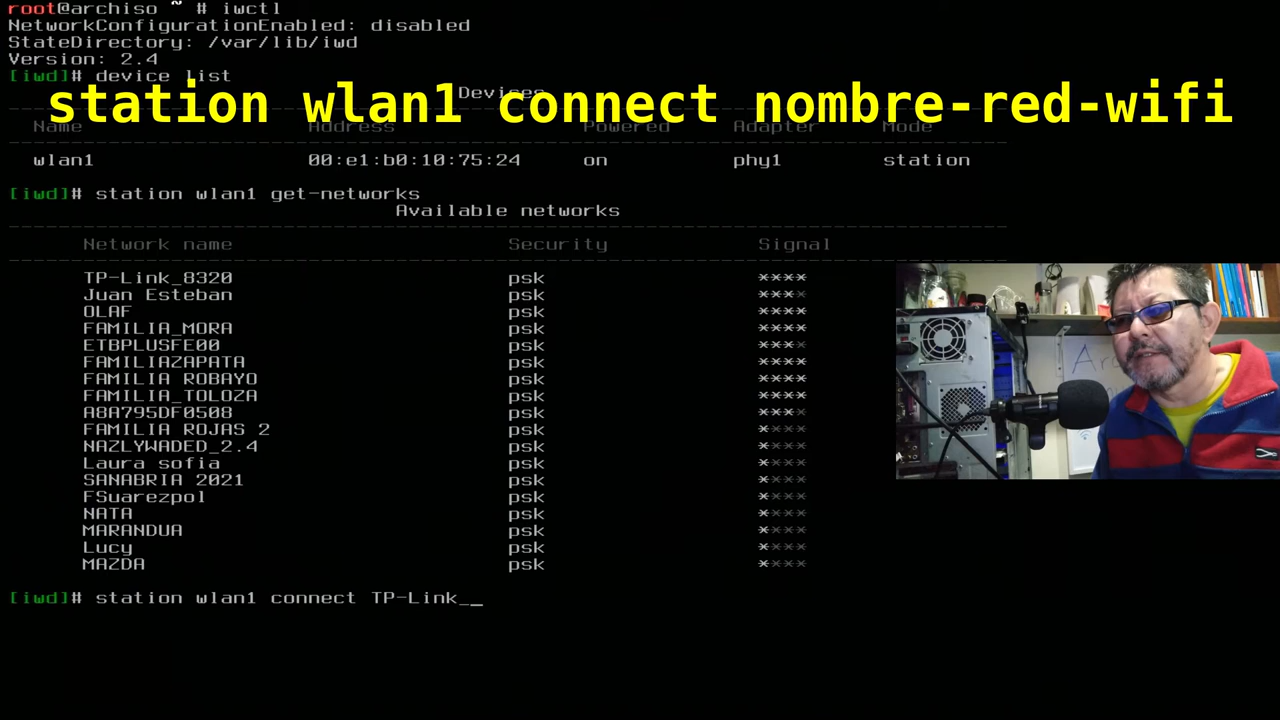 root@archiso ~ # iwctl
NetworkConfigurationEnabled: disabled
StateDirectory: /var/lib/iwd
Version: 2.4
[iwd]# device list
Devices
station wlan1 connect nombre-red-wifi
Name Address Powered Adapter Mode
wlan1 00:e1:b0:10:75:24 on phy1 station
[iwd]# station wlan1 get-networks
Available networks
Network name Security Signal
TP-Link_8320 psk ****
Juan Esteban psk ****
OLAF psk ****
FAMILIA_MORA psk ****
ETBPLUSFE00 psk ****
FAMILIAZAPATA psk ****
FAMILIA ROBAYO psk ****
FAMILIA_TOLOZA psk ****
A8A795DF0508 psk ****
FAMILIA ROJAS 2 psk ****
NAZLYWADED_2.4 psk ****
Laura sofia psk ****
SANABRIA 2021 psk ****
FSuarezpol psk ****
NATA psk ****
MARANDUA psk ****
Lucy psk ****
MAZDA psk ****
[iwd]# station wlan1 connect TP-Link_